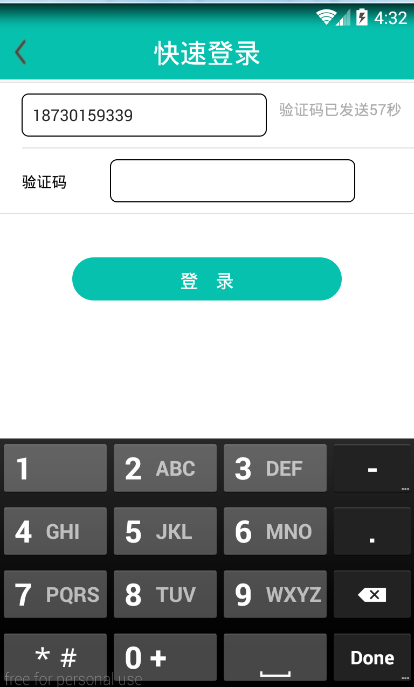 4:32
快速登录
18730159339 验证码已发送57秒
验证码
登 录
1 2 ABC 3 DEF -
4 GHI 5 JKL 6 MNO .
7 PQRS 8 TUV 9 WXYZ
* # 0 + Done
free for personal use